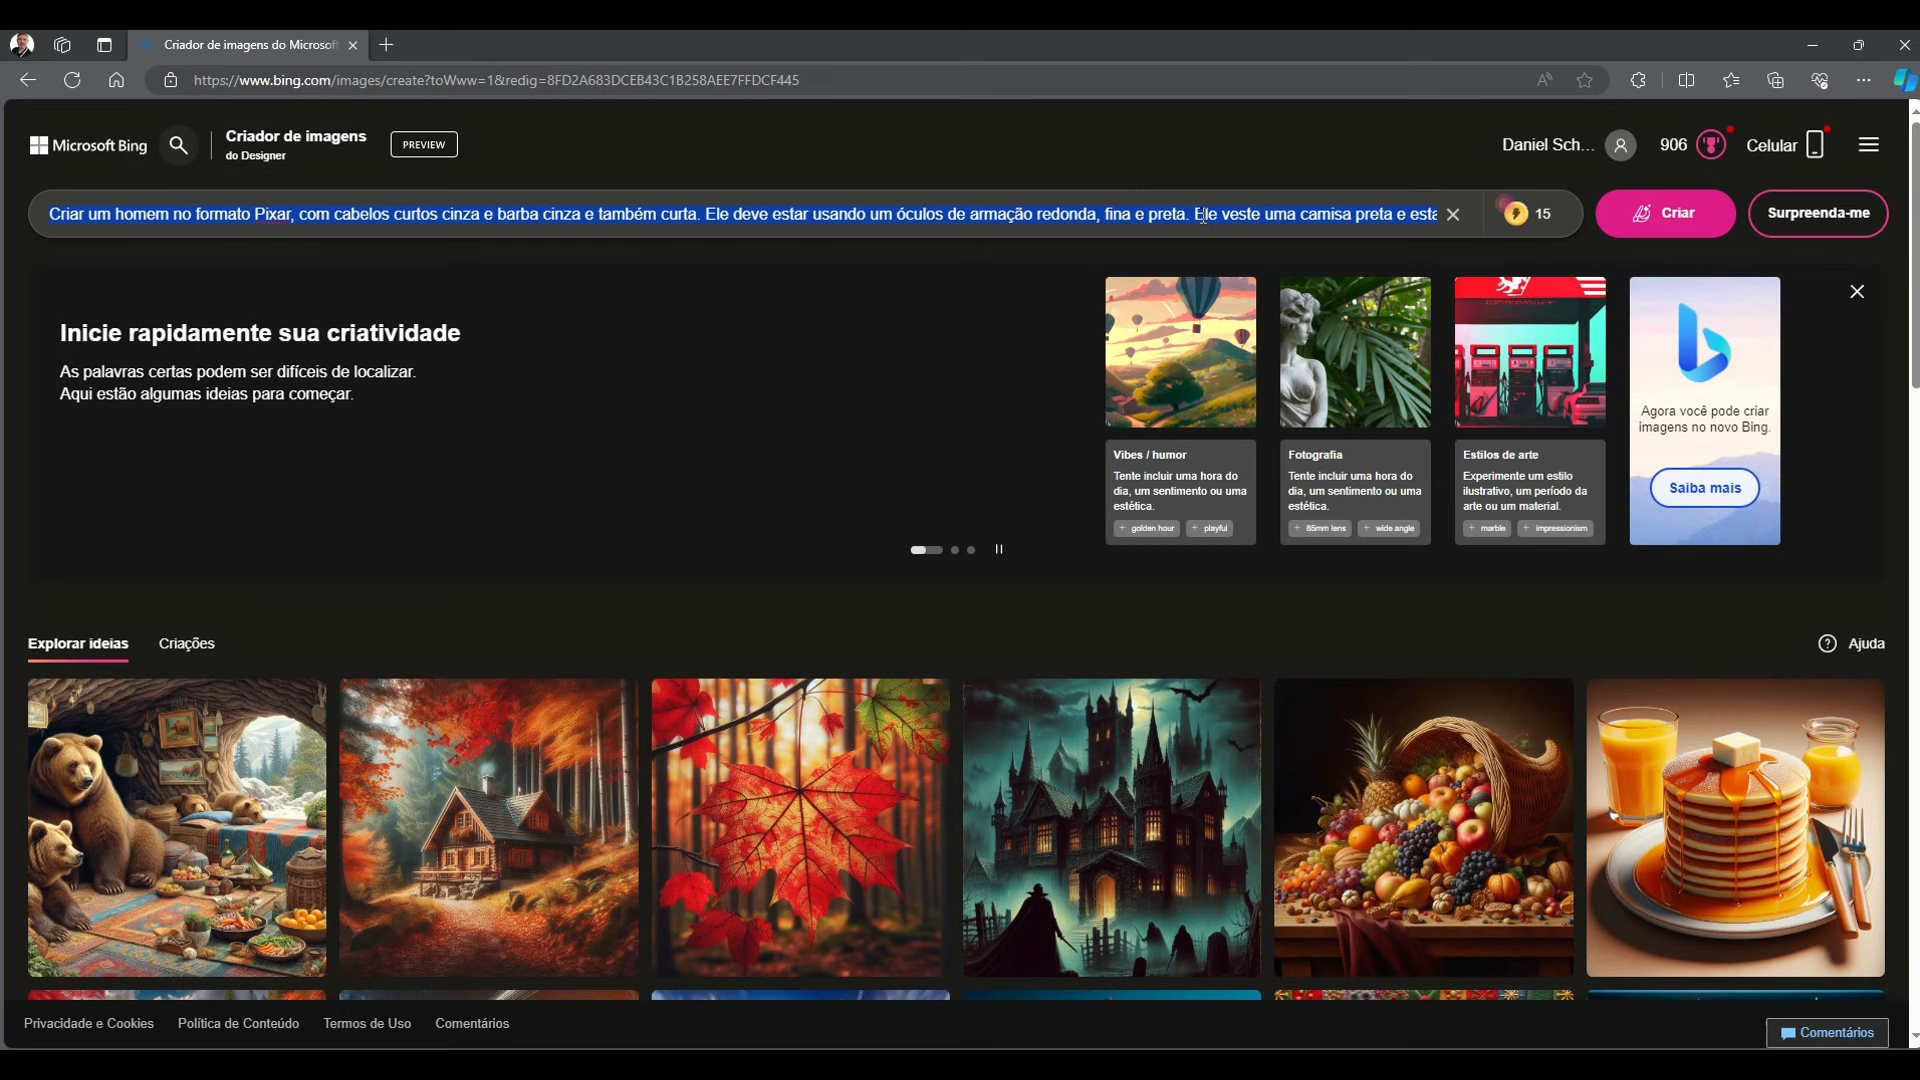 Criador de imagens do Microsof
https://www.bing.com/images/create?toWww=1&redig=8FD2A683DCEB43C1B258AEE7FFDCF445
Microsoft Bing
Criador de imagens
do Designer
PREVIEW
Daniel Sch...
906
Celular
Criar um homem no formato Pixar, com cabelos curtos cinza e barba cinza e também curta. Ele deve estar usando um óculos de armação redonda, fina e preta. Ele veste uma camisa preta e esta
15
Criar
Surpreenda-me
Inicie rapidamente sua criatividade
As palavras certas podem ser difíceis de localizar.
Aqui estão algumas ideias para começar.
Vibes / humor
Tente incluir uma hora do
dia, um sentimento ou uma
estética.
+ golden hour
+ playful
Fotografia
Tente incluir uma hora do
dia, um sentimento ou uma
estética.
+ 85mm lens
+ wide angle
Estilos de arte
Experimente um estilo
ilustrativo, um período da
arte ou um material.
+ marble
+ impressionism
Agora você pode criar
imagens no novo Bing.
Saiba mais
Explorar ideias
Criações
Ajuda
Privacidade e Cookies
Política de Conteúdo
Termos de Uso
Comentários
Comentários